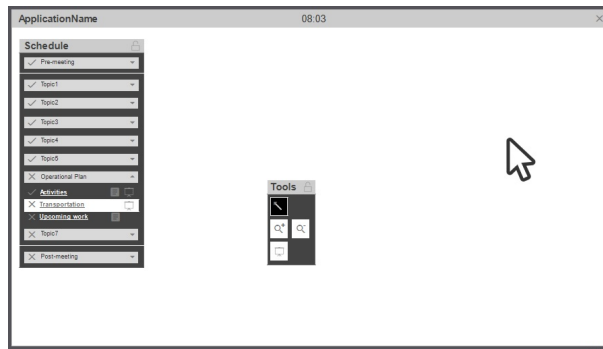 ApplicationName 08:03
Schedule
Pre-meeting
Topic1
Topic2
Topic3
Topic4
Topic5
Operational Plan
Activities
Transportation
Upcoming work
Topic7
Post-meeting
Tools